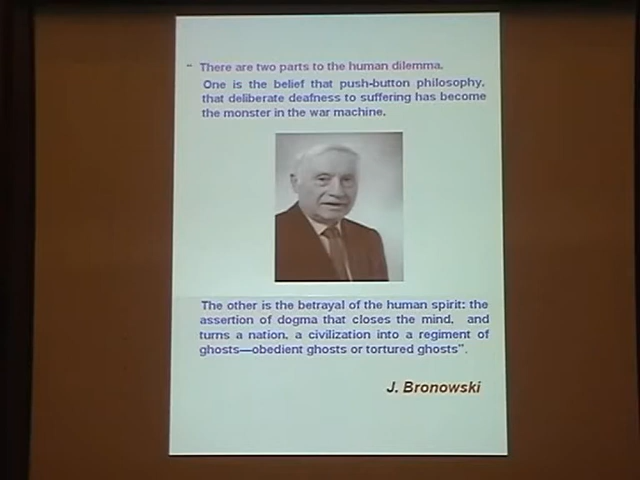 “ There are two parts to the human dilemma.
One is the belief that push-button philosophy,
that deliberate deafness to suffering has become
the monster in the war machine.
The other is the betrayal of the human spirit: the
assertion of dogma that closes the mind, and
turns a nation, a civilization into a regiment of
ghosts—obedient ghosts or tortured ghosts”.
J. Bronowski